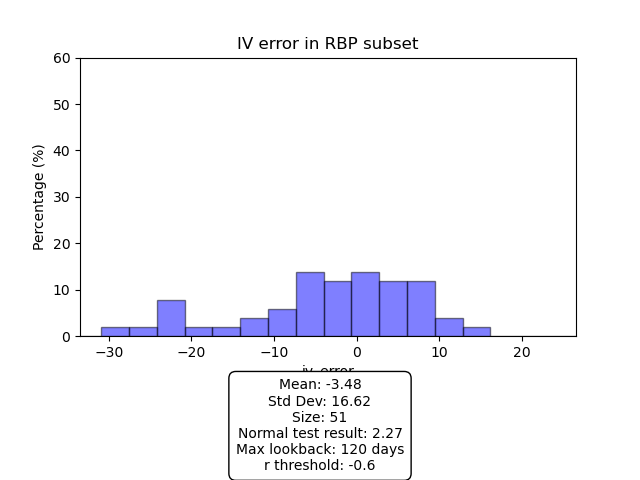 IV error in RBP subset
60
50
40
30
20
10
0
Percentage (%)
−30 −20 −10 0 10 20
iv_error
Mean: -3.48
Std Dev: 16.62
Size: 51
Normal test result: 2.27
Max lookback: 120 days
r threshold: -0.6